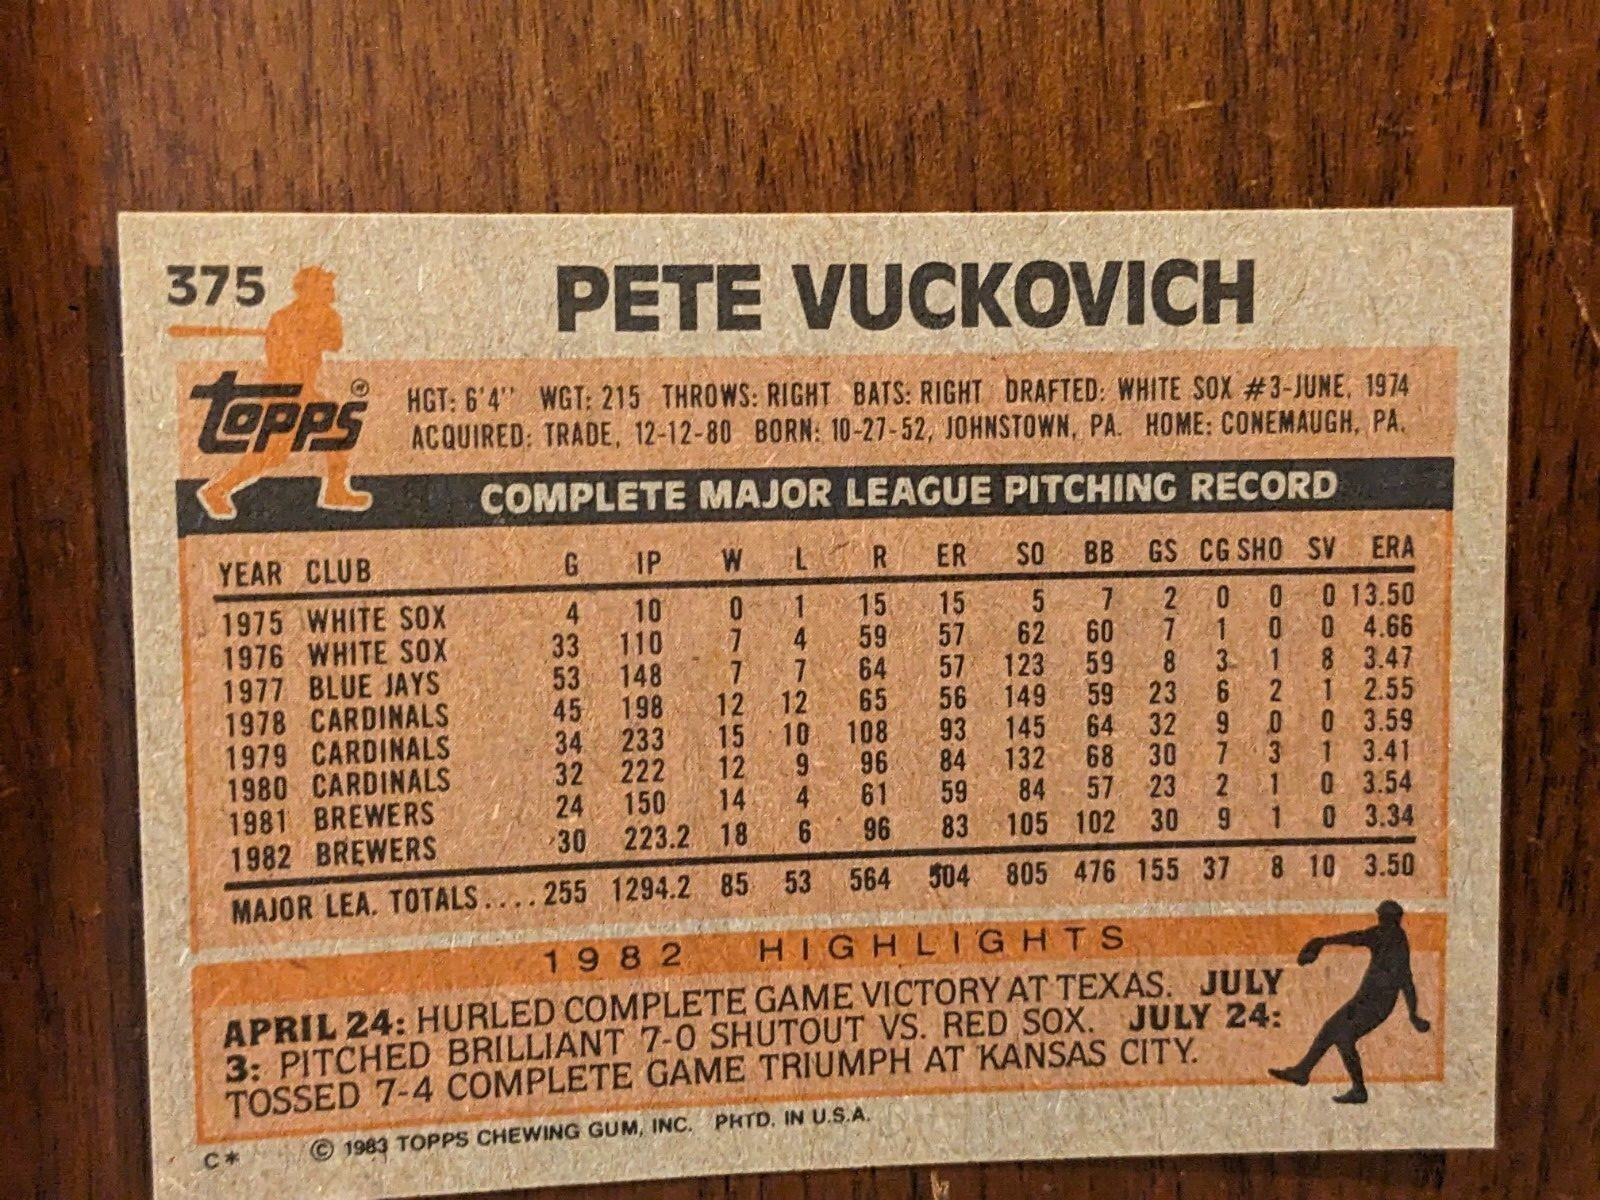 375
PETE VUCKOVICH
topps®
HGT: 6'4" WGT: 215 THROWS: RIGHT BATS: RIGHT DRAFTED: WHITE SOX #3-JUNE, 1974
ACQUIRED: TRADE, 12-12-80 BORN: 10-27-52, JOHNSTOWN, PA. HOME: CONEMAUGH, PA.
COMPLETE MAJOR LEAGUE PITCHING RECORD
YEAR CLUB G IP W L R ER SO BB GS CG SHO SV ERA
1975 WHITE SOX 4 10 0 1 15 15 5 7 2 0 0 0 13.50
1976 WHITE SOX 33 110 7 4 59 57 62 60 7 1 0 0 4.66
1977 BLUE JAYS 53 148 7 7 64 57 123 59 8 3 1 8 3.47
1978 CARDINALS 45 198 12 12 65 56 149 59 23 6 2 1 2.55
1979 CARDINALS 34 233 15 10 108 93 145 64 32 9 0 0 3.59
1980 CARDINALS 32 222 12 9 96 84 132 68 30 7 3 1 3.41
1981 BREWERS 24 150 14 4 61 59 84 57 23 2 1 0 3.54
1982 BREWERS 30 223.2 18 6 96 83 105 102 30 9 1 0 3.34
MAJOR LEA. TOTALS.... 255 1294.2 85 53 564 504 805 476 155 37 8 10 3.50
1982 HIGHLIGHTS
APRIL 24: HURLED COMPLETE GAME VICTORY AT TEXAS. JULY
3: PITCHED BRILLIANT 7-0 SHUTOUT VS. RED SOX. JULY 24:
TOSSED 7-4 COMPLETE GAME TRIUMPH AT KANSAS CITY.
C* © 1983 TOPPS CHEWING GUM, INC. PRTD. IN U.S.A.